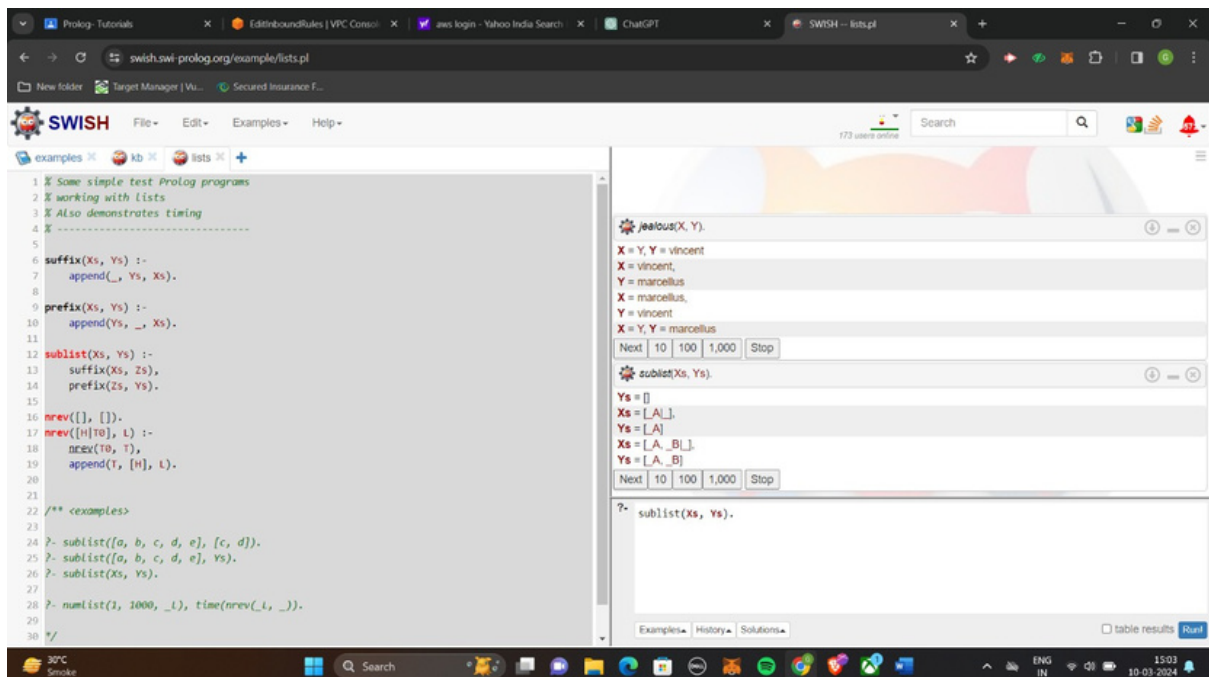 Prolog- Tutorials
EditInboundRules | VPC Consol
aws login - Yahoo India Search
ChatGPT
SWISH -- lists.pl
swish.swi-prolog.org/example/lists.pl
New folder
Target Manager | Vu...
Secured Insurance F...
SWISH File Edit Examples Help
173 users online
Search
examples kb lists
1 % Some simple test Prolog programs
2 % working with lists
3 % Also demonstrates timing
4 % --------------------------------
5
6 suffix(Xs, Ys) :-
7 append(_, Ys, Xs).
8
9 prefix(Xs, Ys) :-
10 append(Ys, _, Xs).
11
12 sublist(Xs, Ys) :-
13 suffix(Xs, Zs),
14 prefix(Zs, Ys).
15
16 nrev([], []).
17 nrev([H|T0], L) :-
18 nrev(T0, T),
19 append(T, [H], L).
20
21
22 /** <examples>
23
24 ?- sublist([a, b, c, d, e], [c, d]).
25 ?- sublist([a, b, c, d, e], Ys).
26 ?- sublist(Xs, Ys).
27
28 ?- numlist(1, 1000, _L), time(nrev(_L, _)).
29
30 */
jealous(X, Y).
X = Y, Y = vincent
X = vincent,
Y = marcellus
X = marcellus,
Y = vincent
X = Y, Y = marcellus
Next 10 100 1,000 Stop
sublist(Xs, Ys).
Ys = []
Xs = [_A|_],
Ys = [_A]
Xs = [_A, _B|_],
Ys = [_A, _B]
Next 10 100 1,000 Stop
?- sublist(Xs, Ys).
Examples History Solutions
table results Run!
30°C
Smoke
Search
ENG
IN
15:03
10-03-2024